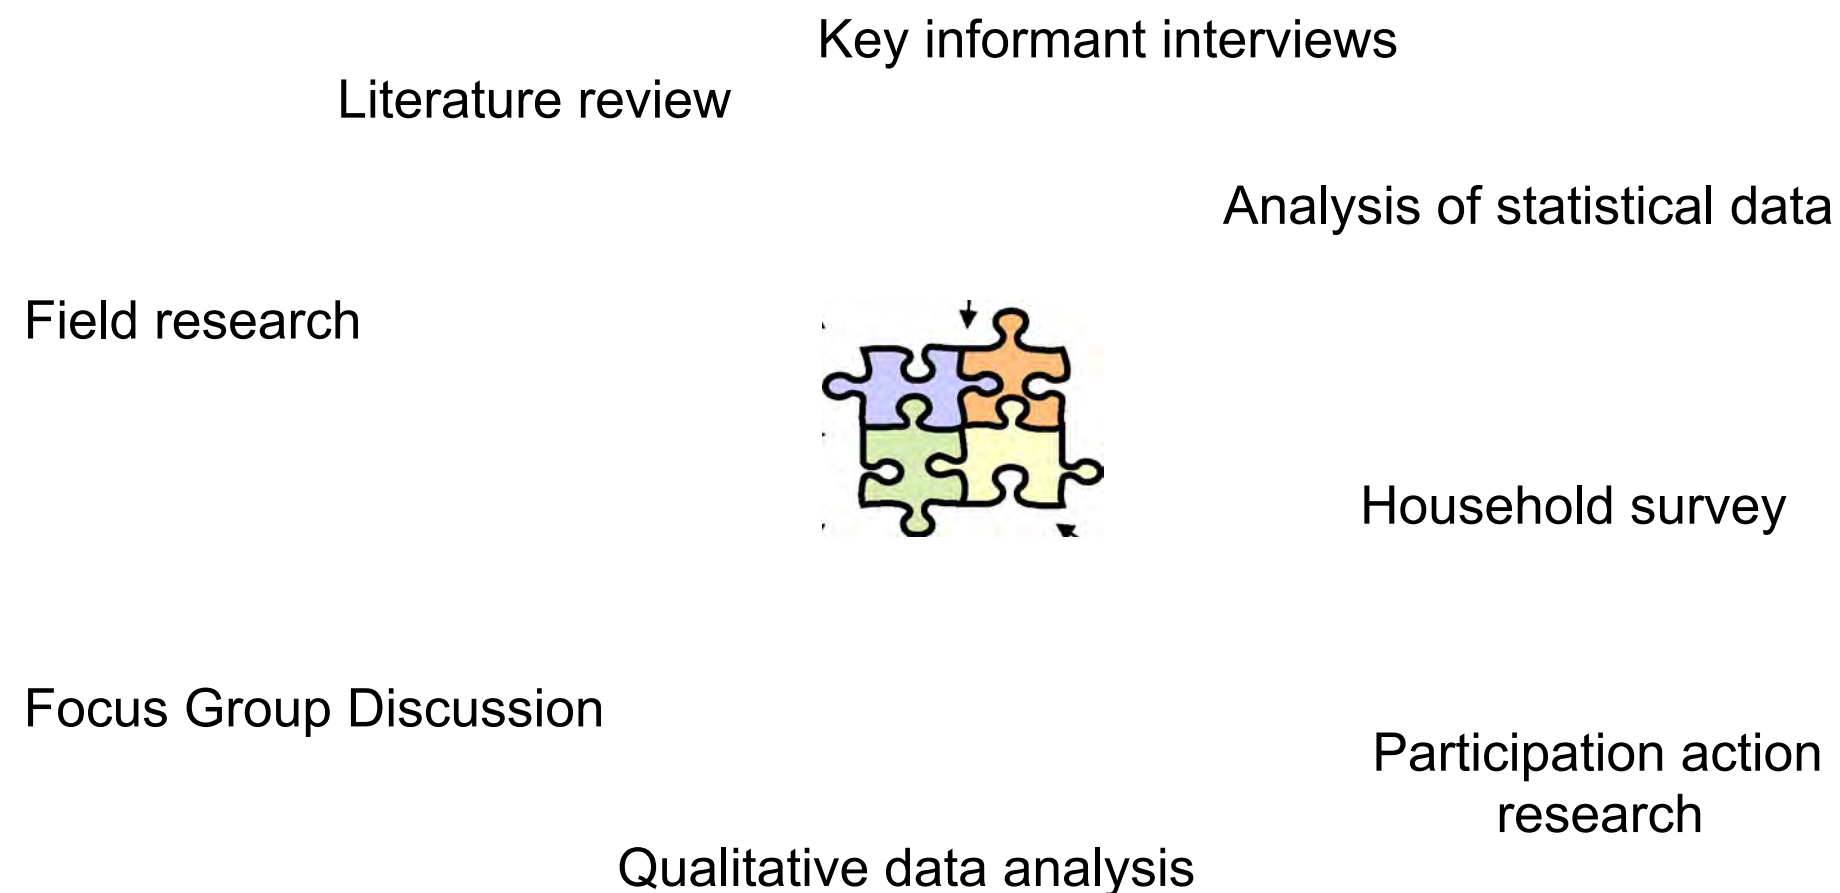 Key informant interviews
Literature review
Analysis of statistical data
Field research
Household survey
Focus Group Discussion
Participation action
research
Qualitative data analysis